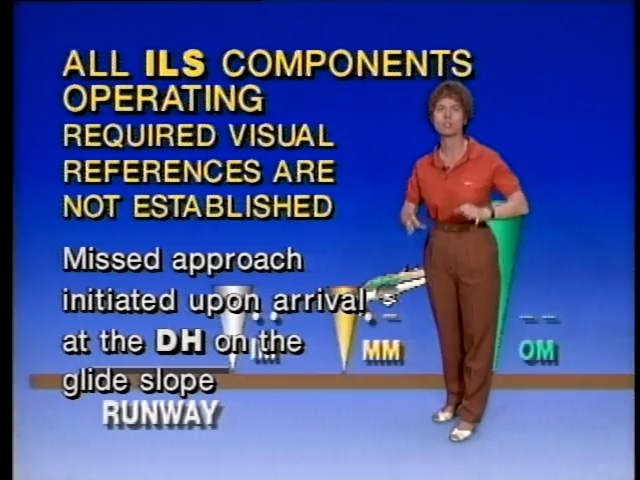 ALL ILS COMPONENTS
OPERATING
REQUIRED VISUAL
REFERENCES ARE
NOT ESTABLISHED
Missed approach
initiated upon arrival
at the DH on the
glide slope
IM
MM
OM
RUNWAY